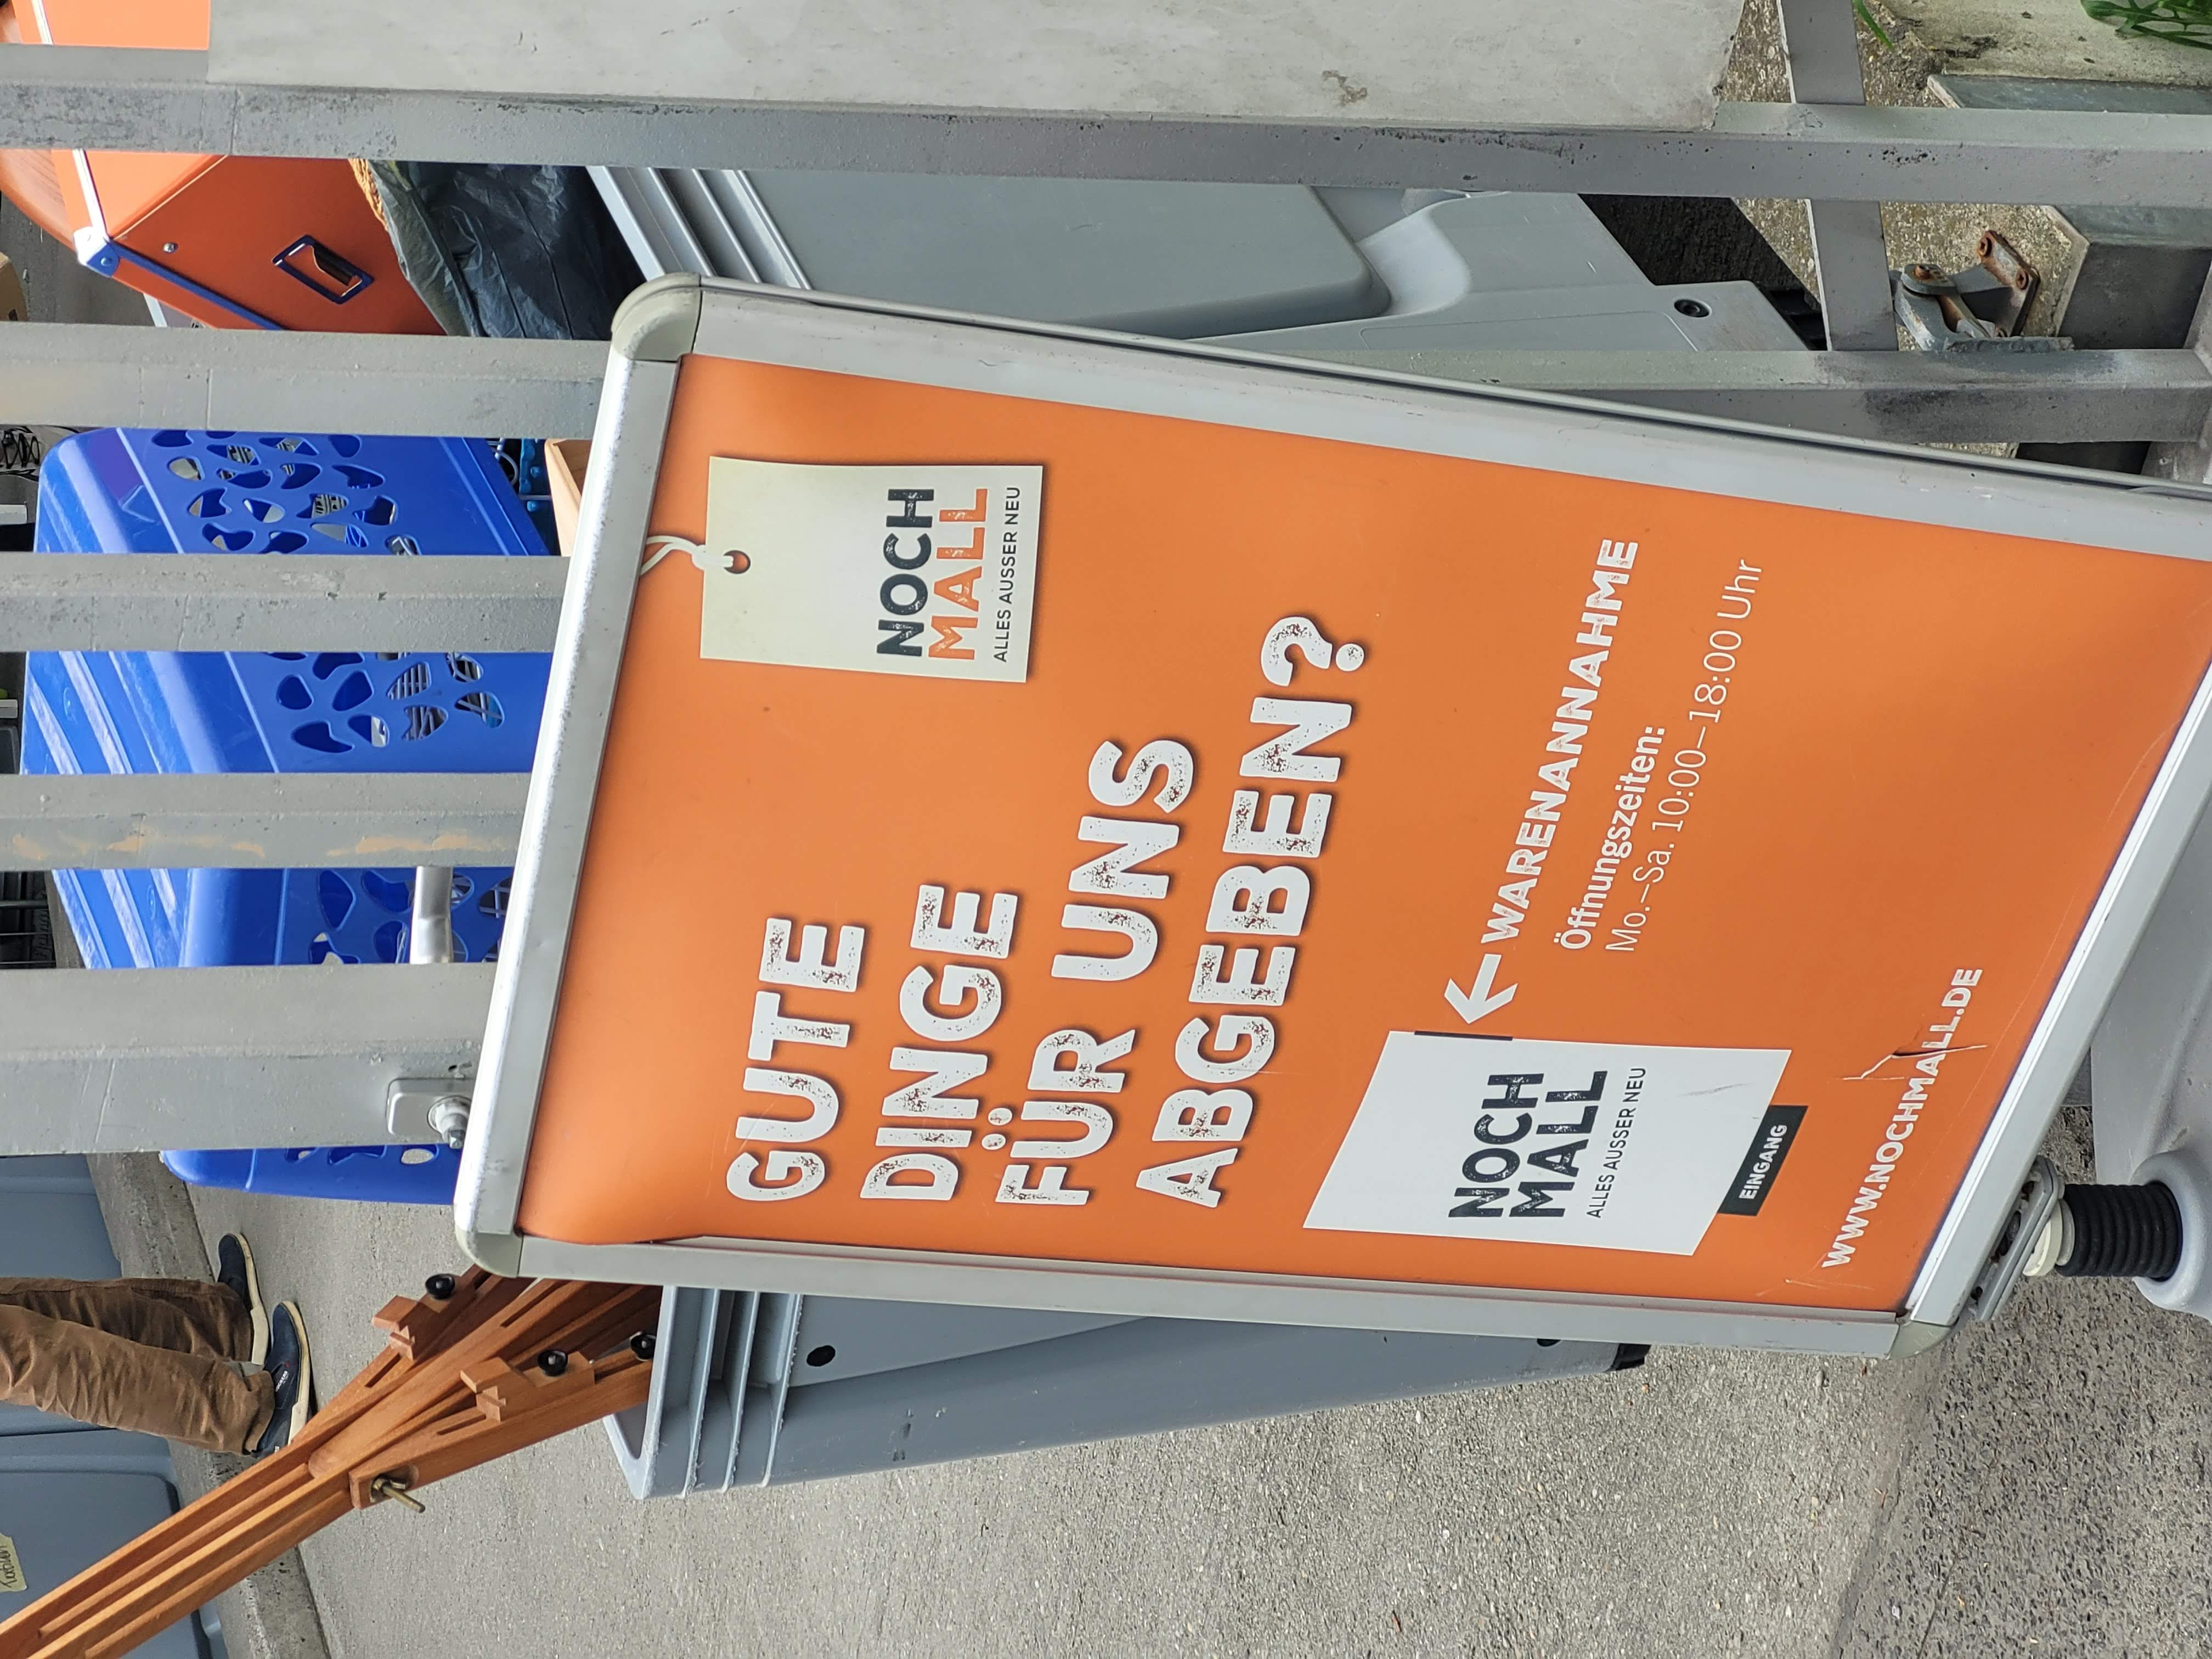 GUTE
DINGE
FÜR UNS
ABGEBEN?
NOCH
MALL
ALLES AUSSER NEU
NOCH
MALL
ALLES AUSSER NEU
EINGANG
WARENANNAHME
Öffnungszeiten:
Mo.–Sa. 10:00–18:00 Uhr
WWW.NOCHMALL.DE